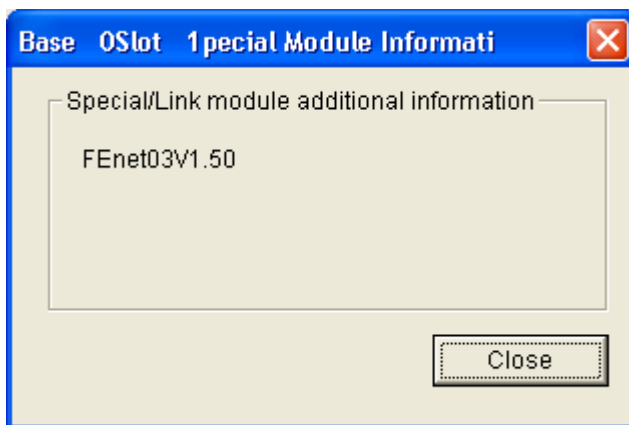 Base 0Slot 1pecial Module Informati
Special/Link module additional information
FEnet03V1.50
Close